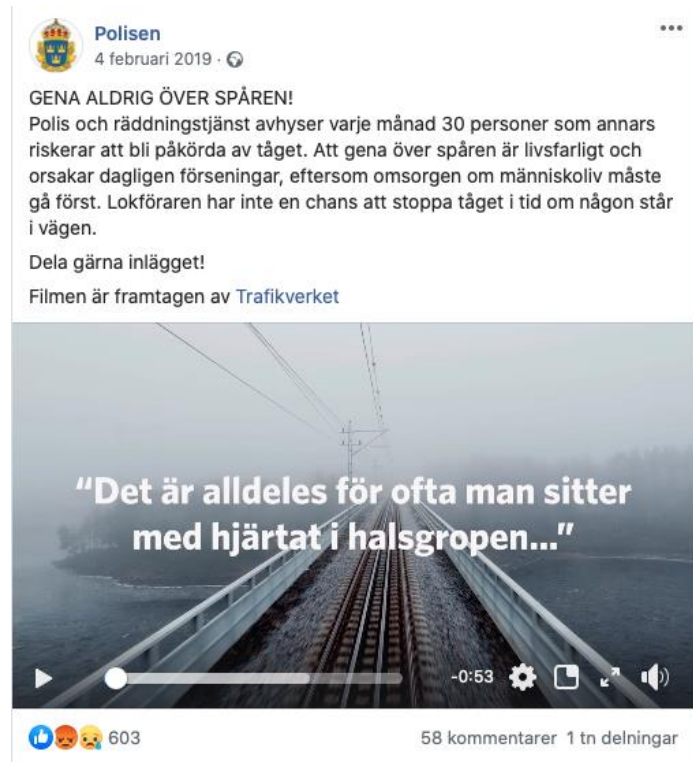 Polisen
4 februari 2019 ·
GENA ALDRIG ÖVER SPÅREN!
Polis och räddningstjänst avhyser varje månad 30 personer som annars
riskerar att bli påkörda av tåget. Att gena över spåren är livsfarligt och
orsakar dagligen förseningar, eftersom om omsorgen om människoliv måste
gå först. Lokföraren har inte en chans att stoppa tåget i tid om någon står
i vägen.
Dela gärna inlägget!
Filmen är framtagen av Trafikverket
“Det är alldeles för ofta man sitter
med hjärtat i halsgropen...”
-0:53
603
58 kommentarer 1 tn delningar